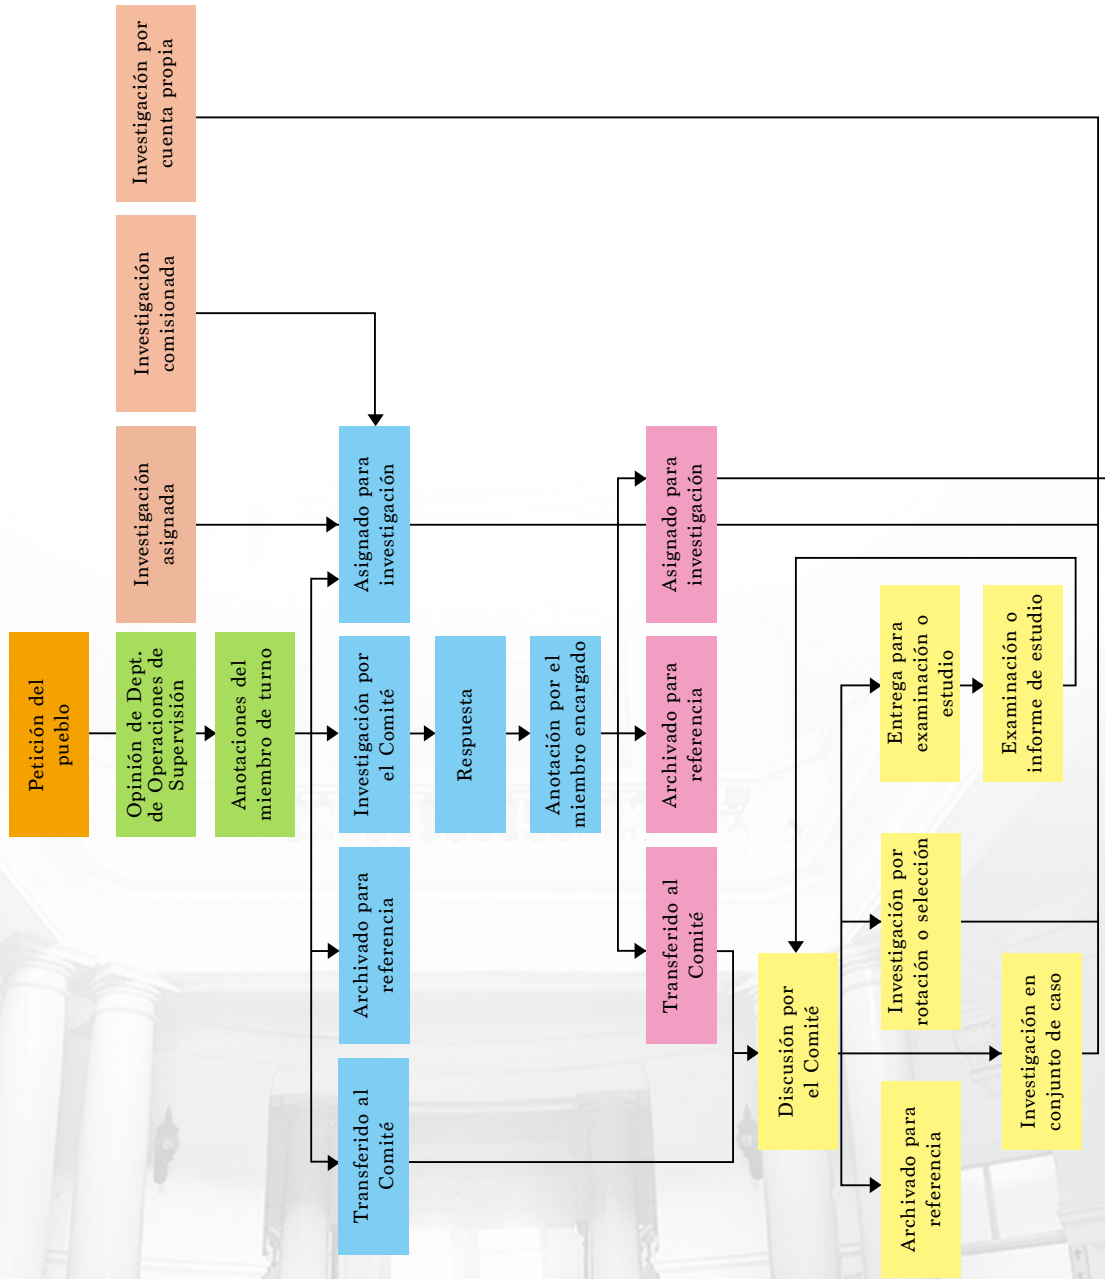 Petición del
pueblo
Investigación por
cuenta propia
Investigación
comisionada
Investigación
asignada
Opinión de Dept.
de Operaciones de
Supervisión
Anotaciones del
miembro de turno
Asignado para
investigación
Investigación por
el Comité
Archivado para
referencia
Transferido al
Comité
Respuesta
Anotación por el
miembro encargado
Asignado para
investigación
Archivado para
referencia
Transferido al
Comité
Discusión por
el Comité
Entrega para
examinación o
estudio
Investigación por
rotación o selección
Archivado para
referencia
Examinación o
informe de estudio
Investigación en
conjunto de caso